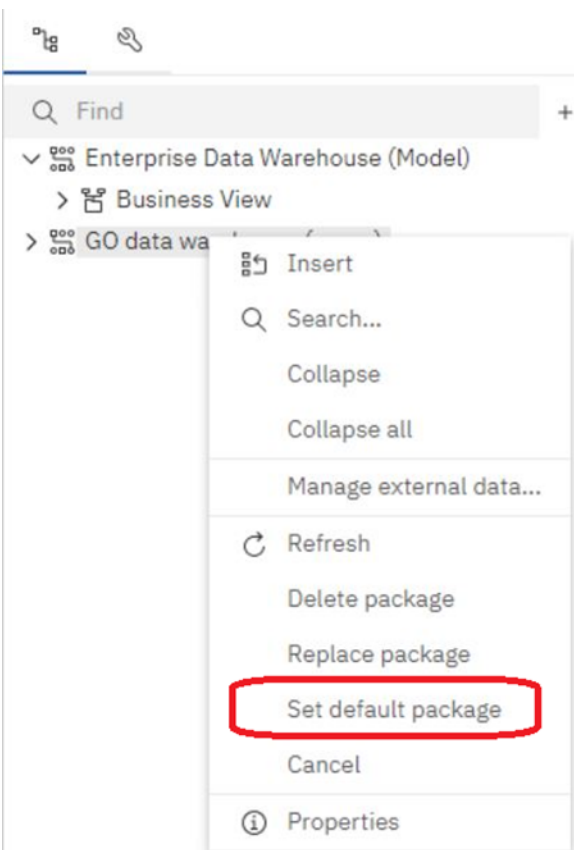 Find
+
Enterprise Data Warehouse (Model)
Business View
GO data wa
Insert
Search...
Collapse
Collapse all
Manage external data...
Refresh
Delete package
Replace package
Set default package
Cancel
Properties